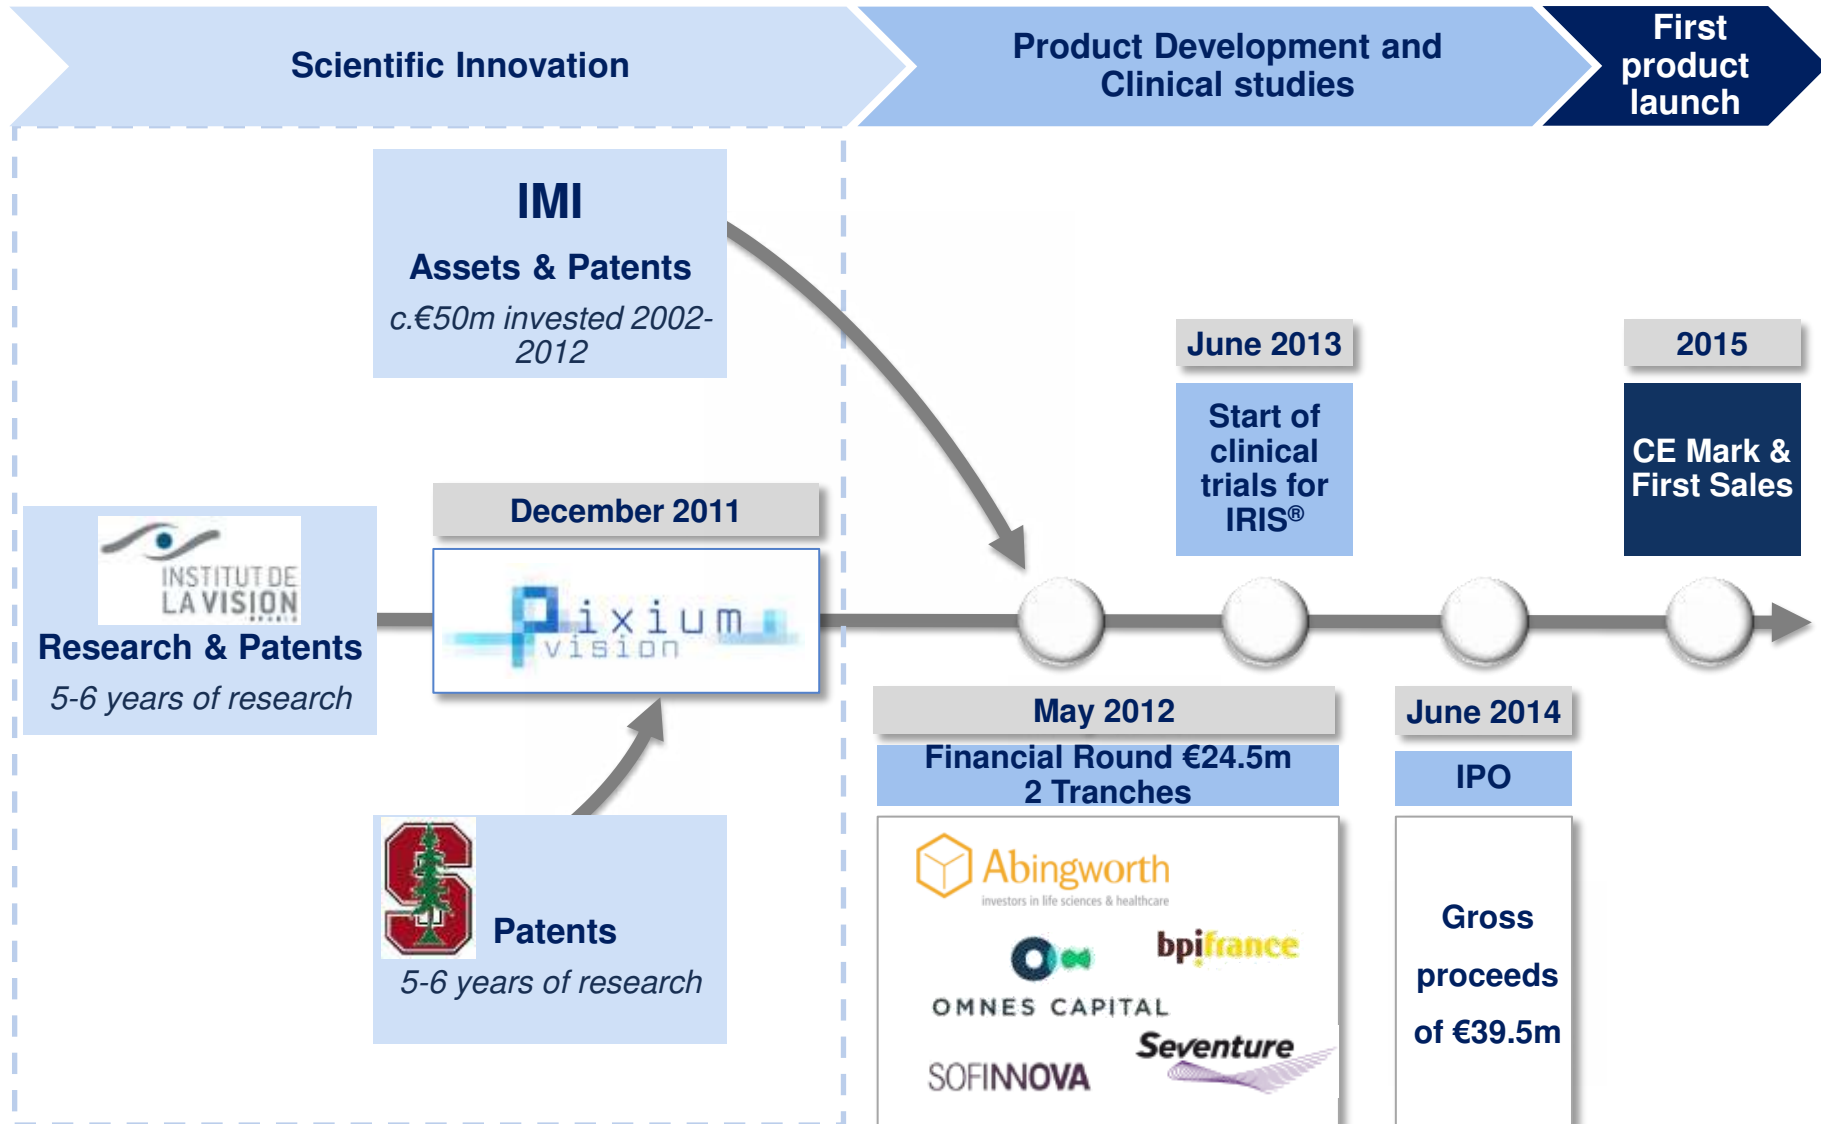 Scientific Innovation
Product Development and
Clinical studies
First
product
launch
IMI
Assets & Patents
c.€50m invested 2002-
2012
INSTITUT DE
LA VISION
Research & Patents
5-6 years of research
December 2011
pixium
vision
Patents
5-6 years of research
June 2013
Start of
clinical
trials for
IRIS®
2015
CE Mark &
First Sales
May 2012
Financial Round €24.5m
2 Tranches
Abingworth
investors in life sciences & healthcare
bpifrance
OMNES CAPITAL
Seventure
SOFINNOVA
June 2014
IPO
Gross
proceeds
of €39.5m